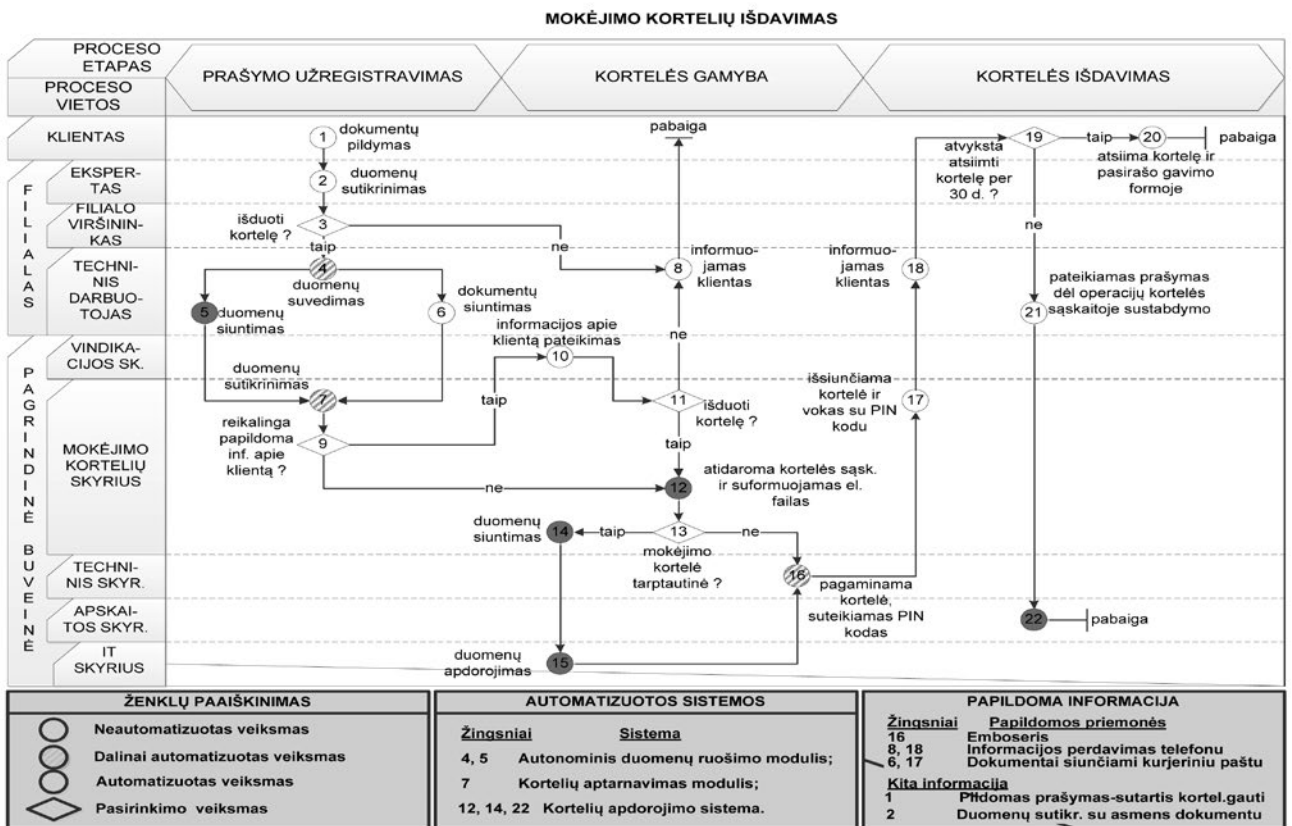 MOKĖJIMO KORTELIŲ IŠDAVIMAS
PROCESO
ETAPAS
PROCESO
VIETOS
PRAŠYMO UŽREGISTRAVIMAS
KORTELĖS GAMYBA
KORTELĖS IŠDAVIMAS
KLIENTAS
FILIALAS
EKSPER-
TAS
FILIALO
VIRŠININ-
KAS
TECHNI-
NIS
DARBUO-
TOJAS
PAGRINDINĖ BUVEINĖ
VINDIKA-
CIJOS SK.
MOKĖJIMO
KORTELIŲ
SKYRIUS
TECHNI-
NIS SKYR.
APSKAI-
TOS SKYR.
IT
SKYRIUS
1
dokumentų
pildymas
2
duomenų
sutikrinimas
išduoti
kortelę ?
3
taip
ne
4
duomenų
suvedimas
5
duomenų
siuntimas
6
dokumentų
siuntimas
duomenų
sutikrinimas
7
reikalinga
papildoma
inf. apie
klientą ?
9
taip
ne
informacijos apie
klientą pateikimas
10
pabaiga
8
informuo-
jamas
klientas
ne
11
išduoti
kortelę ?
taip
12
atidaroma kortelės sąsk.
ir suformuojamas el.
failas
13
mokėjimo
kortelė
tarptautinė ?
taip
ne
duomenų
siuntimas
14
duomenų
apdorojimas
15
16
pagaminama
kortelė,
suteikiamas PIN
kodas
išsiunčiama
kortelė ir
vokas su PIN
kodu
17
informuo-
jamas
klientas
18
atvyksta
atsiimti
kortelę per
30 d. ?
19
taip
20
pabaiga
atsiima kortelę ir
pasirašo gavimo
formoje
ne
pateikiamas prašymas
dėl operacijų kortelės
sąskaitoje sustabdymo
21
22
pabaiga
ŽENKLŲ PAAIŠKINIMAS
Neautomatizuotas veiksmas
Dalinai automatizuotas veiksmas
Automatizuotas veiksmas
Pasirinkimo veiksmas
AUTOMATIZUOTOS SISTEMOS
Žingsniai Sistema
4, 5 Autonominis duomenų ruošimo modulis;
7 Kortelių aptarnavimas modulis;
12, 14, 22 Kortelių apdorojimo sistema.
PAPILDOMA INFORMACIJA
Žingsniai Papildomos priemonės
16 Emboseris
8, 18 Informacijos perdavimas telefonu
6, 17 Dokumentai siunčiami kurjeriniu paštu
Kita informacija
1 Pildomas prašymas-sutartis kortel.gauti
2 Duomenų sutikr. su asmens dokumentu